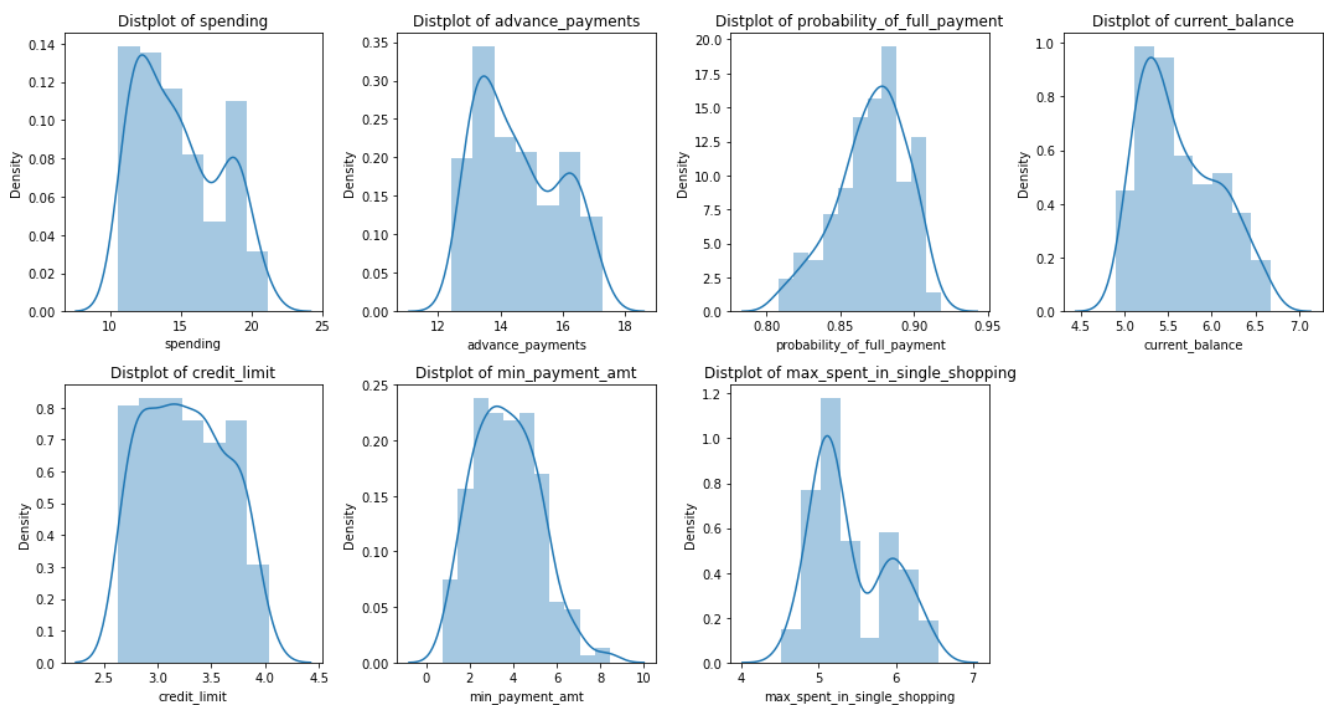 Distplot of spending
0.14
0.12
0.10
0.08
0.06
0.04
0.02
0.00
Density
10 15 20 25
spending
Distplot of advance_payments
0.35
0.30
0.25
0.20
0.15
0.10
0.05
0.00
Density
12 14 16 18
advance_payments
Distplot of probability_of_full_payment
20.0
17.5
15.0
12.5
10.0
7.5
5.0
2.5
0.0
Density
0.80 0.85 0.90 0.95
probability_of_full_payment
Distplot of current_balance
1.0
0.8
0.6
0.4
0.2
0.0
Density
4.5 5.0 5.5 6.0 6.5 7.0
current_balance
Distplot of credit_limit
0.8
0.7
0.6
0.5
0.4
0.3
0.2
0.1
0.0
Density
2.5 3.0 3.5 4.0 4.5
credit_limit
Distplot of min_payment_amt
0.25
0.20
0.15
0.10
0.05
0.00
Density
0 2 4 6 8 10
min_payment_amt
Distplot of max_spent_in_single_shopping
1.2
1.0
0.8
0.6
0.4
0.2
0.0
Density
4 5 6 7
max_spent_in_single_shopping